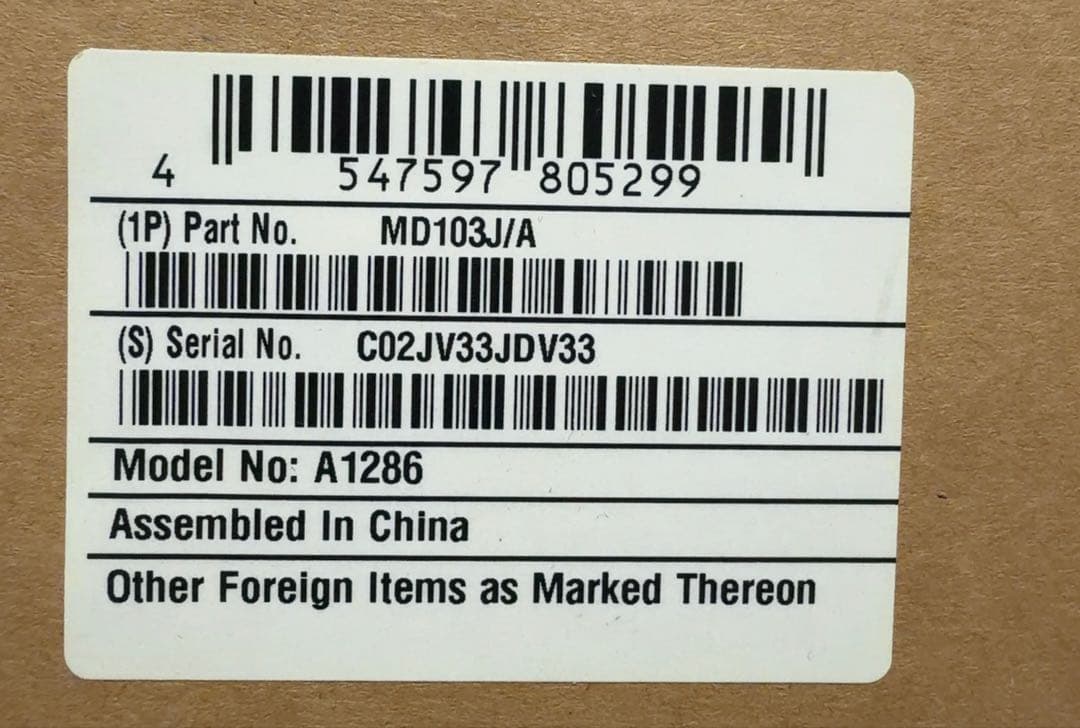 4 547597 805299
(1P) Part No. MD103J/A
(S) Serial No. C02JV33JDV33
Model No: A1286
Assembled In China
Other Foreign Items as Marked Thereon